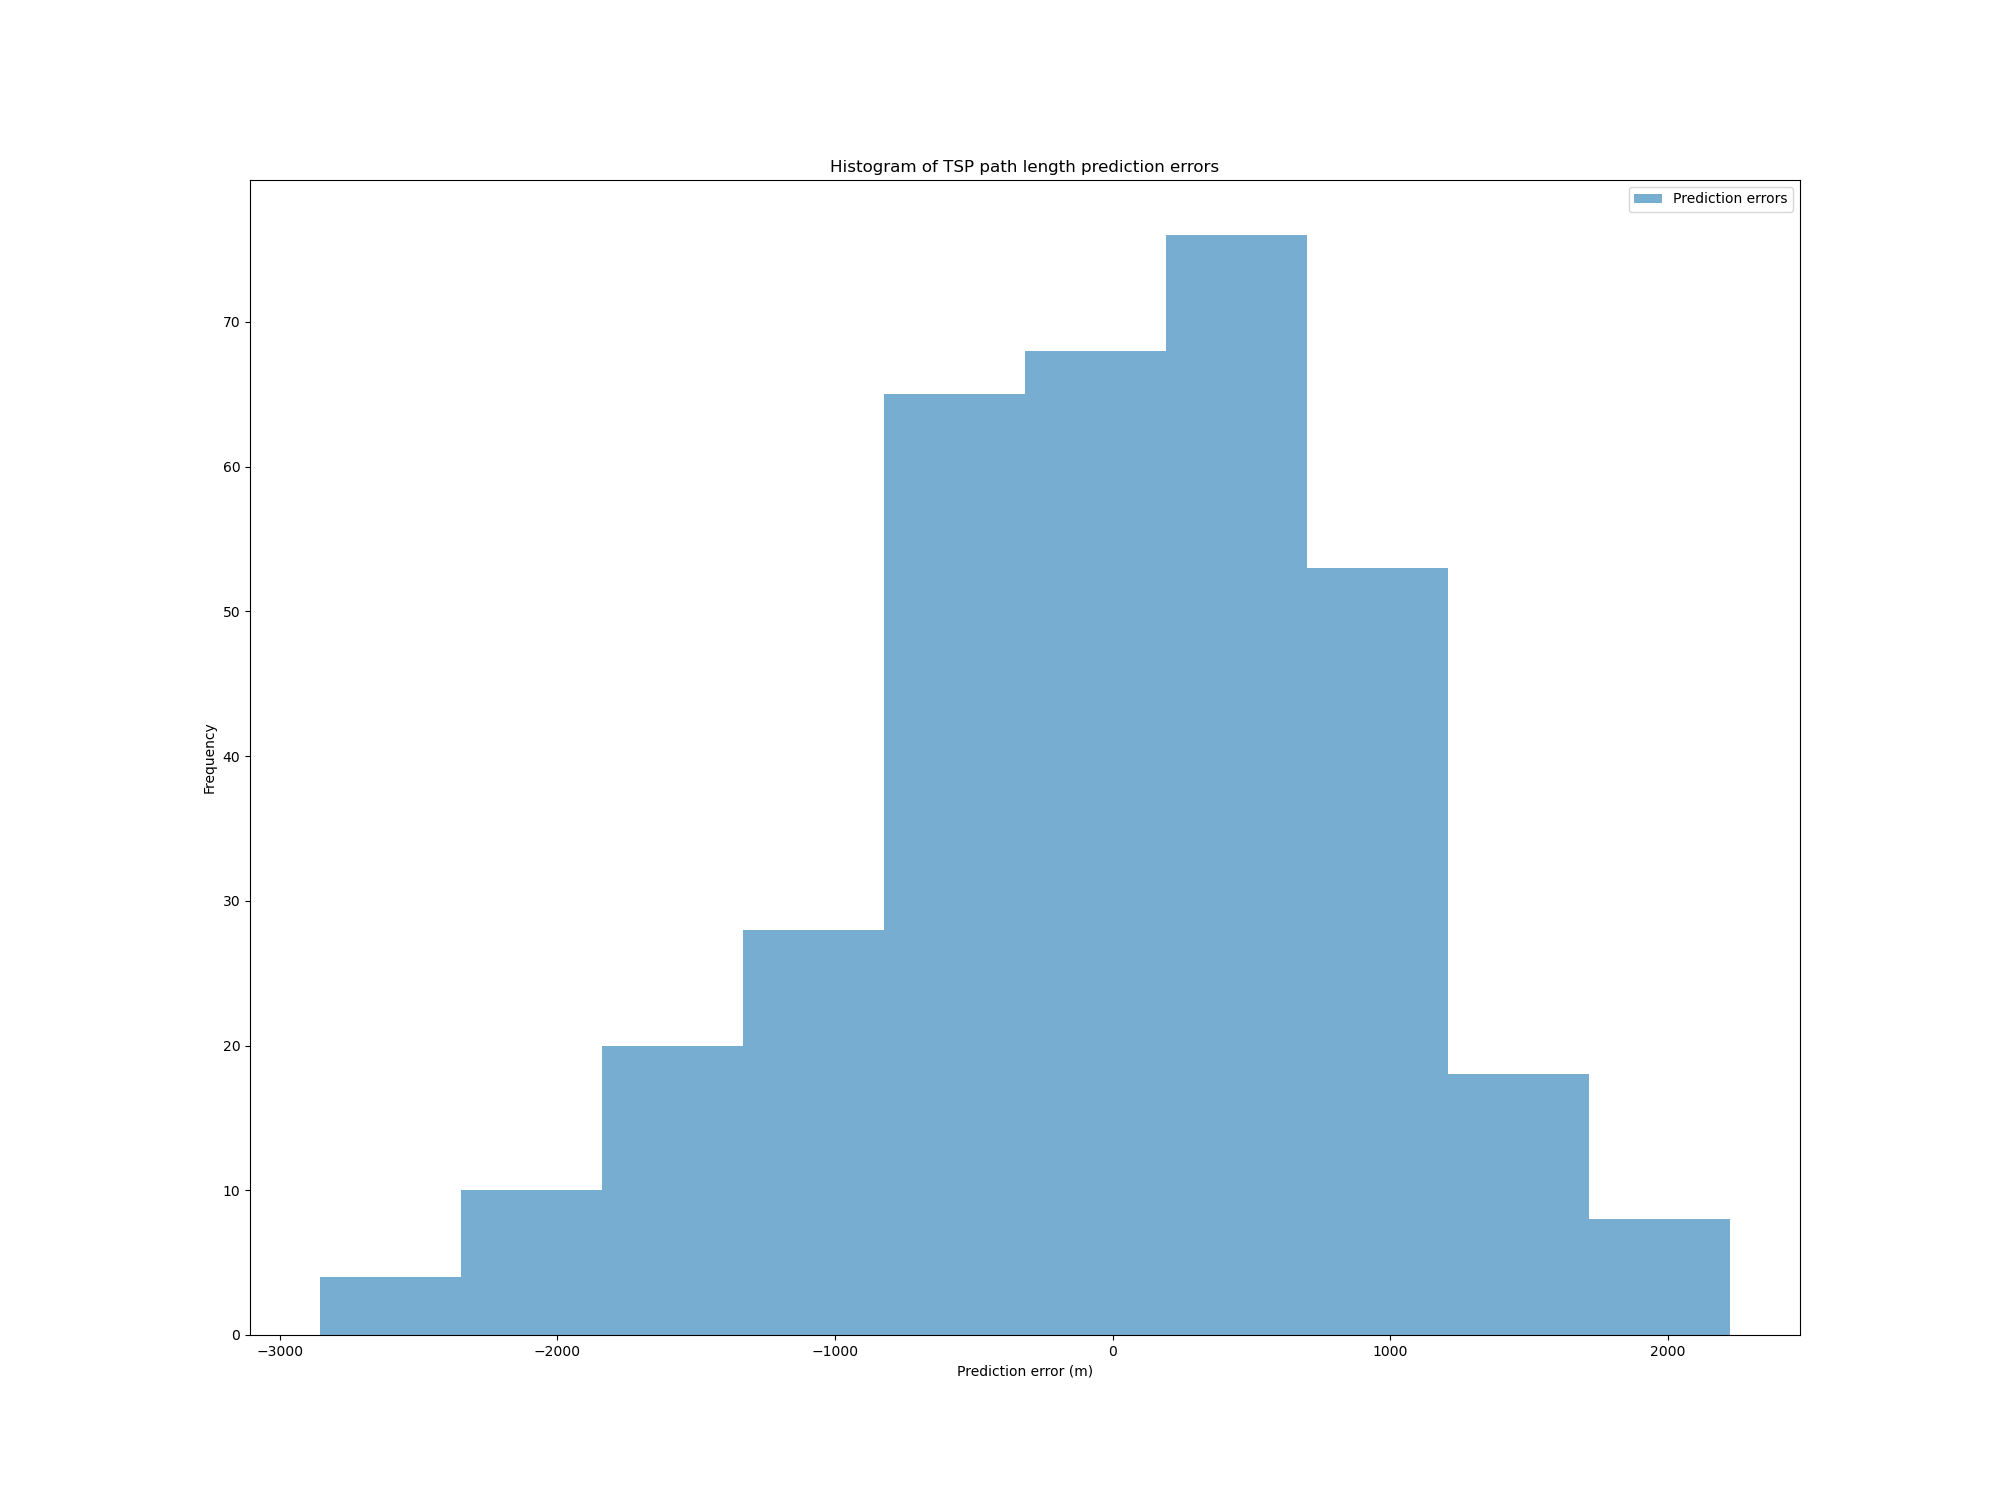 Histogram of TSP path length prediction errors
Prediction errors
70
60
50
40
30
20
10
0
Frequency
−3000 −2000 −1000 0 1000 2000
Prediction error (m)